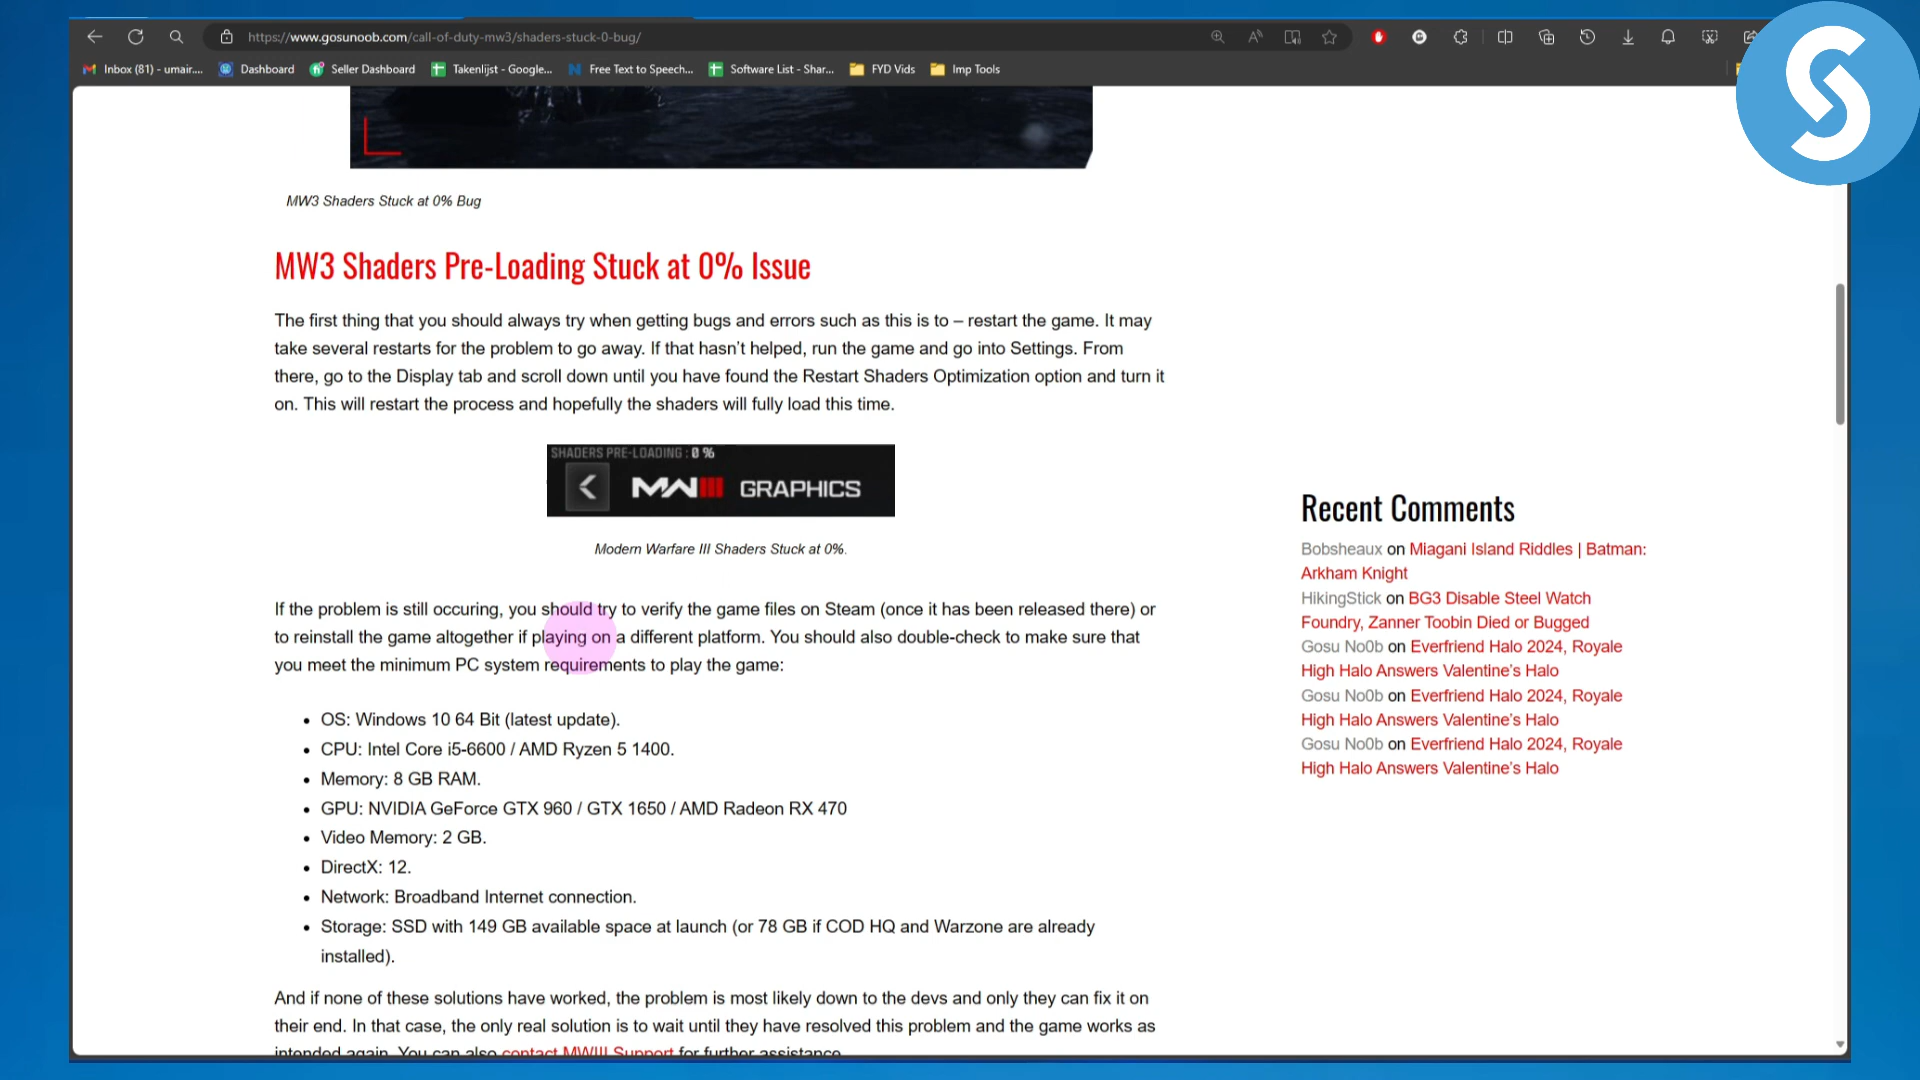 https://www.gosunoob.com/call-of-duty-mw3/shaders-stuck-0-bug/
Inbox (81) - umair....
Dashboard
Seller Dashboard
Takenlijst - Google...
Free Text to Speech...
Software List - Shar...
FYD Vids
Imp Tools
MW3 Shaders Stuck at 0% Bug
MW3 Shaders Pre-Loading Stuck at 0% Issue
The first thing that you should always try when getting bugs and errors such as this is to – restart the game. It may
take several restarts for the problem to go away. If that hasn’t helped, run the game and go into Settings. From
there, go to the Display tab and scroll down until you have found the Restart Shaders Optimization option and turn it
on. This will restart the process and hopefully the shaders will fully load this time.
SHADERS PRE-LOADING : 0 %
MWIII GRAPHICS
Modern Warfare III Shaders Stuck at 0%.
If the problem is still occuring, you should try to verify the game files on Steam (once it has been released there) or
to reinstall the game altogether if playing on a different platform. You should also double-check to make sure that
you meet the minimum PC system requirements to play the game:
• OS: Windows 10 64 Bit (latest update).
• CPU: Intel Core i5-6600 / AMD Ryzen 5 1400.
• Memory: 8 GB RAM.
• GPU: NVIDIA GeForce GTX 960 / GTX 1650 / AMD Radeon RX 470
• Video Memory: 2 GB.
• DirectX: 12.
• Network: Broadband Internet connection.
• Storage: SSD with 149 GB available space at launch (or 78 GB if COD HQ and Warzone are already
installed).
And if none of these solutions have worked, the problem is most likely down to the devs and only they can fix it on
their end. In that case, the only real solution is to wait until they have resolved this problem and the game works as
intended again. You can also contact MWIII Support for further assistance.
Recent Comments
Bobsheaux on Miagani Island Riddles | Batman:
Arkham Knight
HikingStick on BG3 Disable Steel Watch
Foundry, Zanner Toobin Died or Bugged
Gosu No0b on Everfriend Halo 2024, Royale
High Halo Answers Valentine’s Halo
Gosu No0b on Everfriend Halo 2024, Royale
High Halo Answers Valentine’s Halo
Gosu No0b on Everfriend Halo 2024, Royale
High Halo Answers Valentine’s Halo